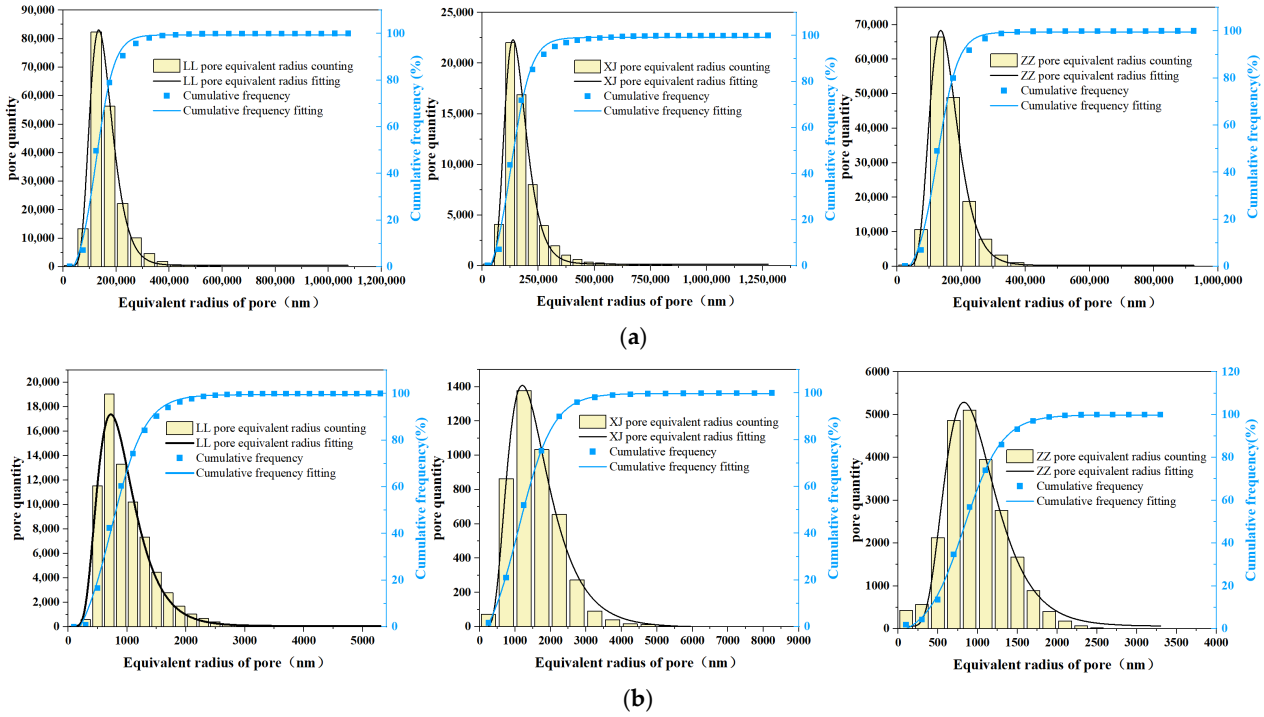 90,000
80,000
70,000
60,000
50,000
40,000
30,000
20,000
10,000
0
pore quantity
LL pore equivalent radius counting
LL pore equivalent radius fitting
Cumulative frequency
Cumulative frequency fitting
100
80
60
40
20
0
Cumulative frequency (%)
0 200,000 400,000 600,000 800,000 1,000,000 1,200,000
Equivalent radius of pore（nm）
25,000
20,000
15,000
10,000
5,000
0
pore quantity
XJ pore equivalent radius counting
XJ pore equivalent radius fitting
Cumulative frequency
Cumulative frequency fitting
100
80
60
40
20
0
Cumulative frequency (%)
0 250,000 500,000 750,000 1,000,000 1,250,000
Equivalent radius of pore（nm）
70,000
60,000
50,000
40,000
30,000
20,000
10,000
0
pore quantity
ZZ pore equivalent radius counting
ZZ pore equivalent radius fitting
Cumulative frequency
Cumulative frequency fitting
100
80
60
40
20
0
Cumulative frequency (%)
0 200,000 400,000 600,000 800,000 1,000,000
Equivalent radius of pore（nm）
(a)
20,000
18,000
16,000
14,000
12,000
10,000
8,000
6,000
4,000
2,000
0
pore quantity
LL pore equivalent radius counting
LL pore equivalent radius fitting
Cumulative frequency
Cumulative frequency fitting
100
80
60
40
20
0
Cumulative frequency(%)
0 1000 2000 3000 4000 5000
Equivalent radius of pore（nm）
1400
1200
1000
800
600
400
200
0
pore quantity
XJ pore equivalent radius counting
XJ pore equivalent radius fitting
Cumulative frequency
Cumulative frequency fitting
100
80
60
40
20
0
Cumulative frequency(%)
0 1000 2000 3000 4000 5000 6000 7000 8000 9000
Equivalent radius of pore（nm）
6000
5000
4000
3000
2000
1000
0
pore quantity
ZZ pore equivalent radius counting
ZZ pore equivalent radius fitting
Cumulative frequency
Cumulative frequency fitting
120
100
80
60
40
20
0
Cumulative frequency(%)
0 500 1000 1500 2000 2500 3000 3500 4000
Equivalent radius of pore（nm）
(b)